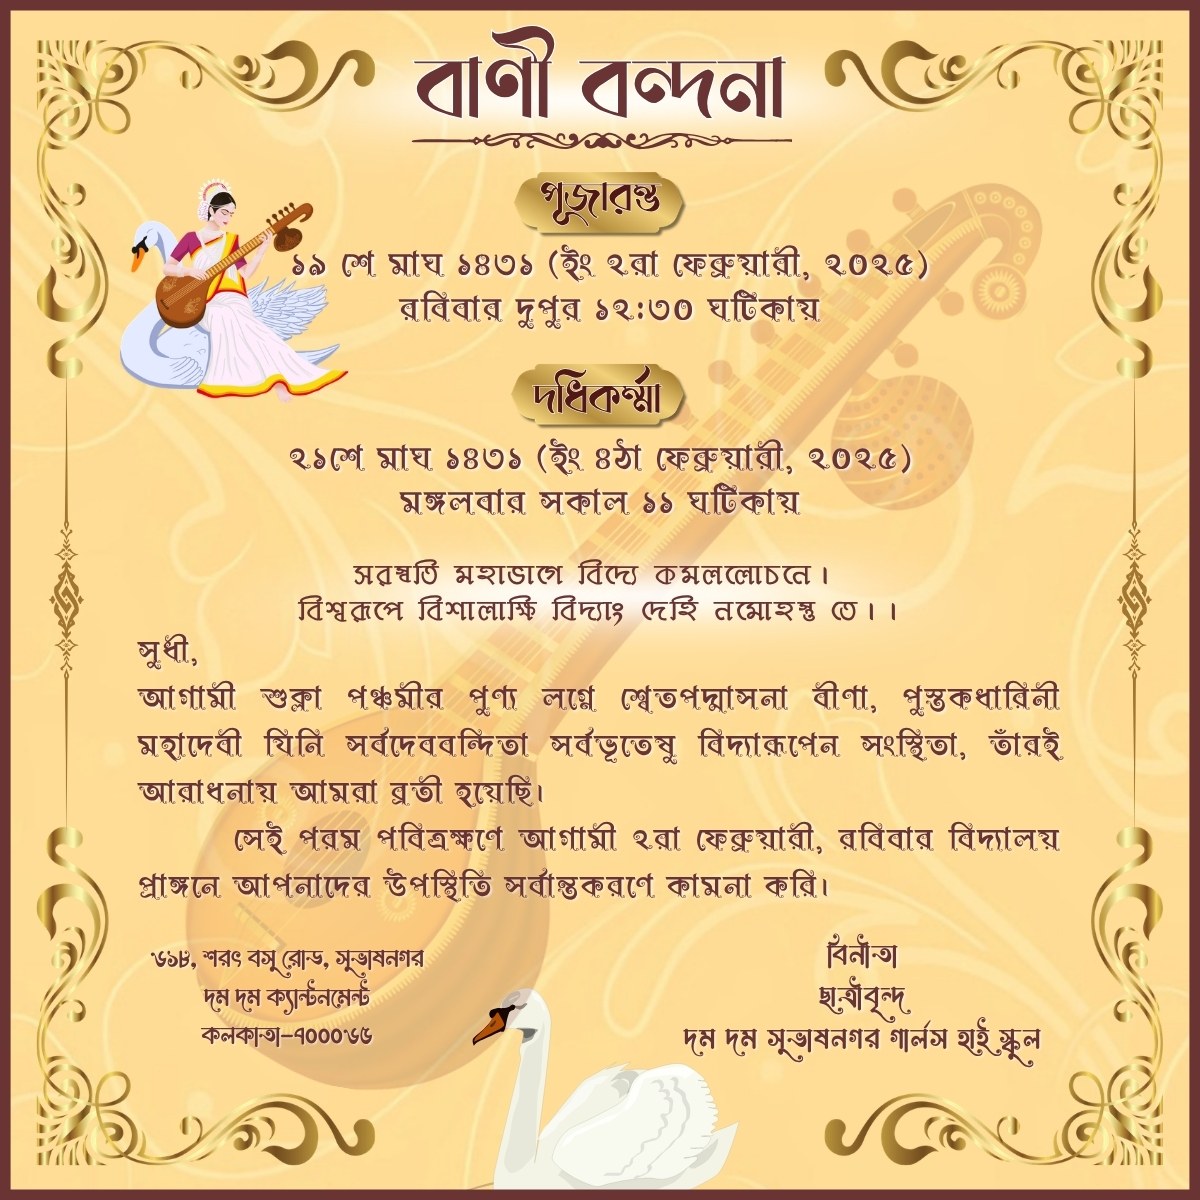 বাণী বন্দনা
পূজারম্ভ
১৯ শে মাঘ ১৪৩১ (ইং ২রা ফেব্রুয়ারী, ২০২৫)
রবিবার দুপুর ১২:৩০ ঘটিকায়
দধিকর্ম্মা
২১শে মাঘ ১৪৩১ (ইং ৪ঠা ফেব্রুয়ারী, ২০২৫)
মঙ্গলবার সকাল ১১ ঘটিকায়
সরস্বতি মহাভাগে বিদ্যে কমললোচনে।
বিশ্বরূপে বিশালাক্ষি বিদ্যাং দেহি নমোহস্তু তে।।
সুধী,
আগামী শুক্লা পঞ্চমীর পুণ্য লগ্নে শ্বেতপদ্মাসনা বীণা, পুস্তকধারিনী
মহাদেবী যিনি সর্বদেববন্দিতা সর্বভূতেষু বিদ্যারূপেন সংস্থিতা, তাঁরই
আরাধনায় আমরা ব্রতী হয়েছি।
সেই পরম পবিত্রক্ষণে আগামী ২রা ফেব্রুয়ারী, রবিবার বিদ্যালয়
প্রাঙ্গনে আপনাদের উপস্থিতি সর্বান্তকরণে কামনা করি।
৬১৮, শরৎ বসু রোড, সুভাষনগর
দম দম ক্যান্টনমেন্ট
কলকাতা-৭০০০৬৫
বিনীতা
ছাত্রীবৃন্দ
দম দম সুভাষনগর গার্লস হাই স্কুল